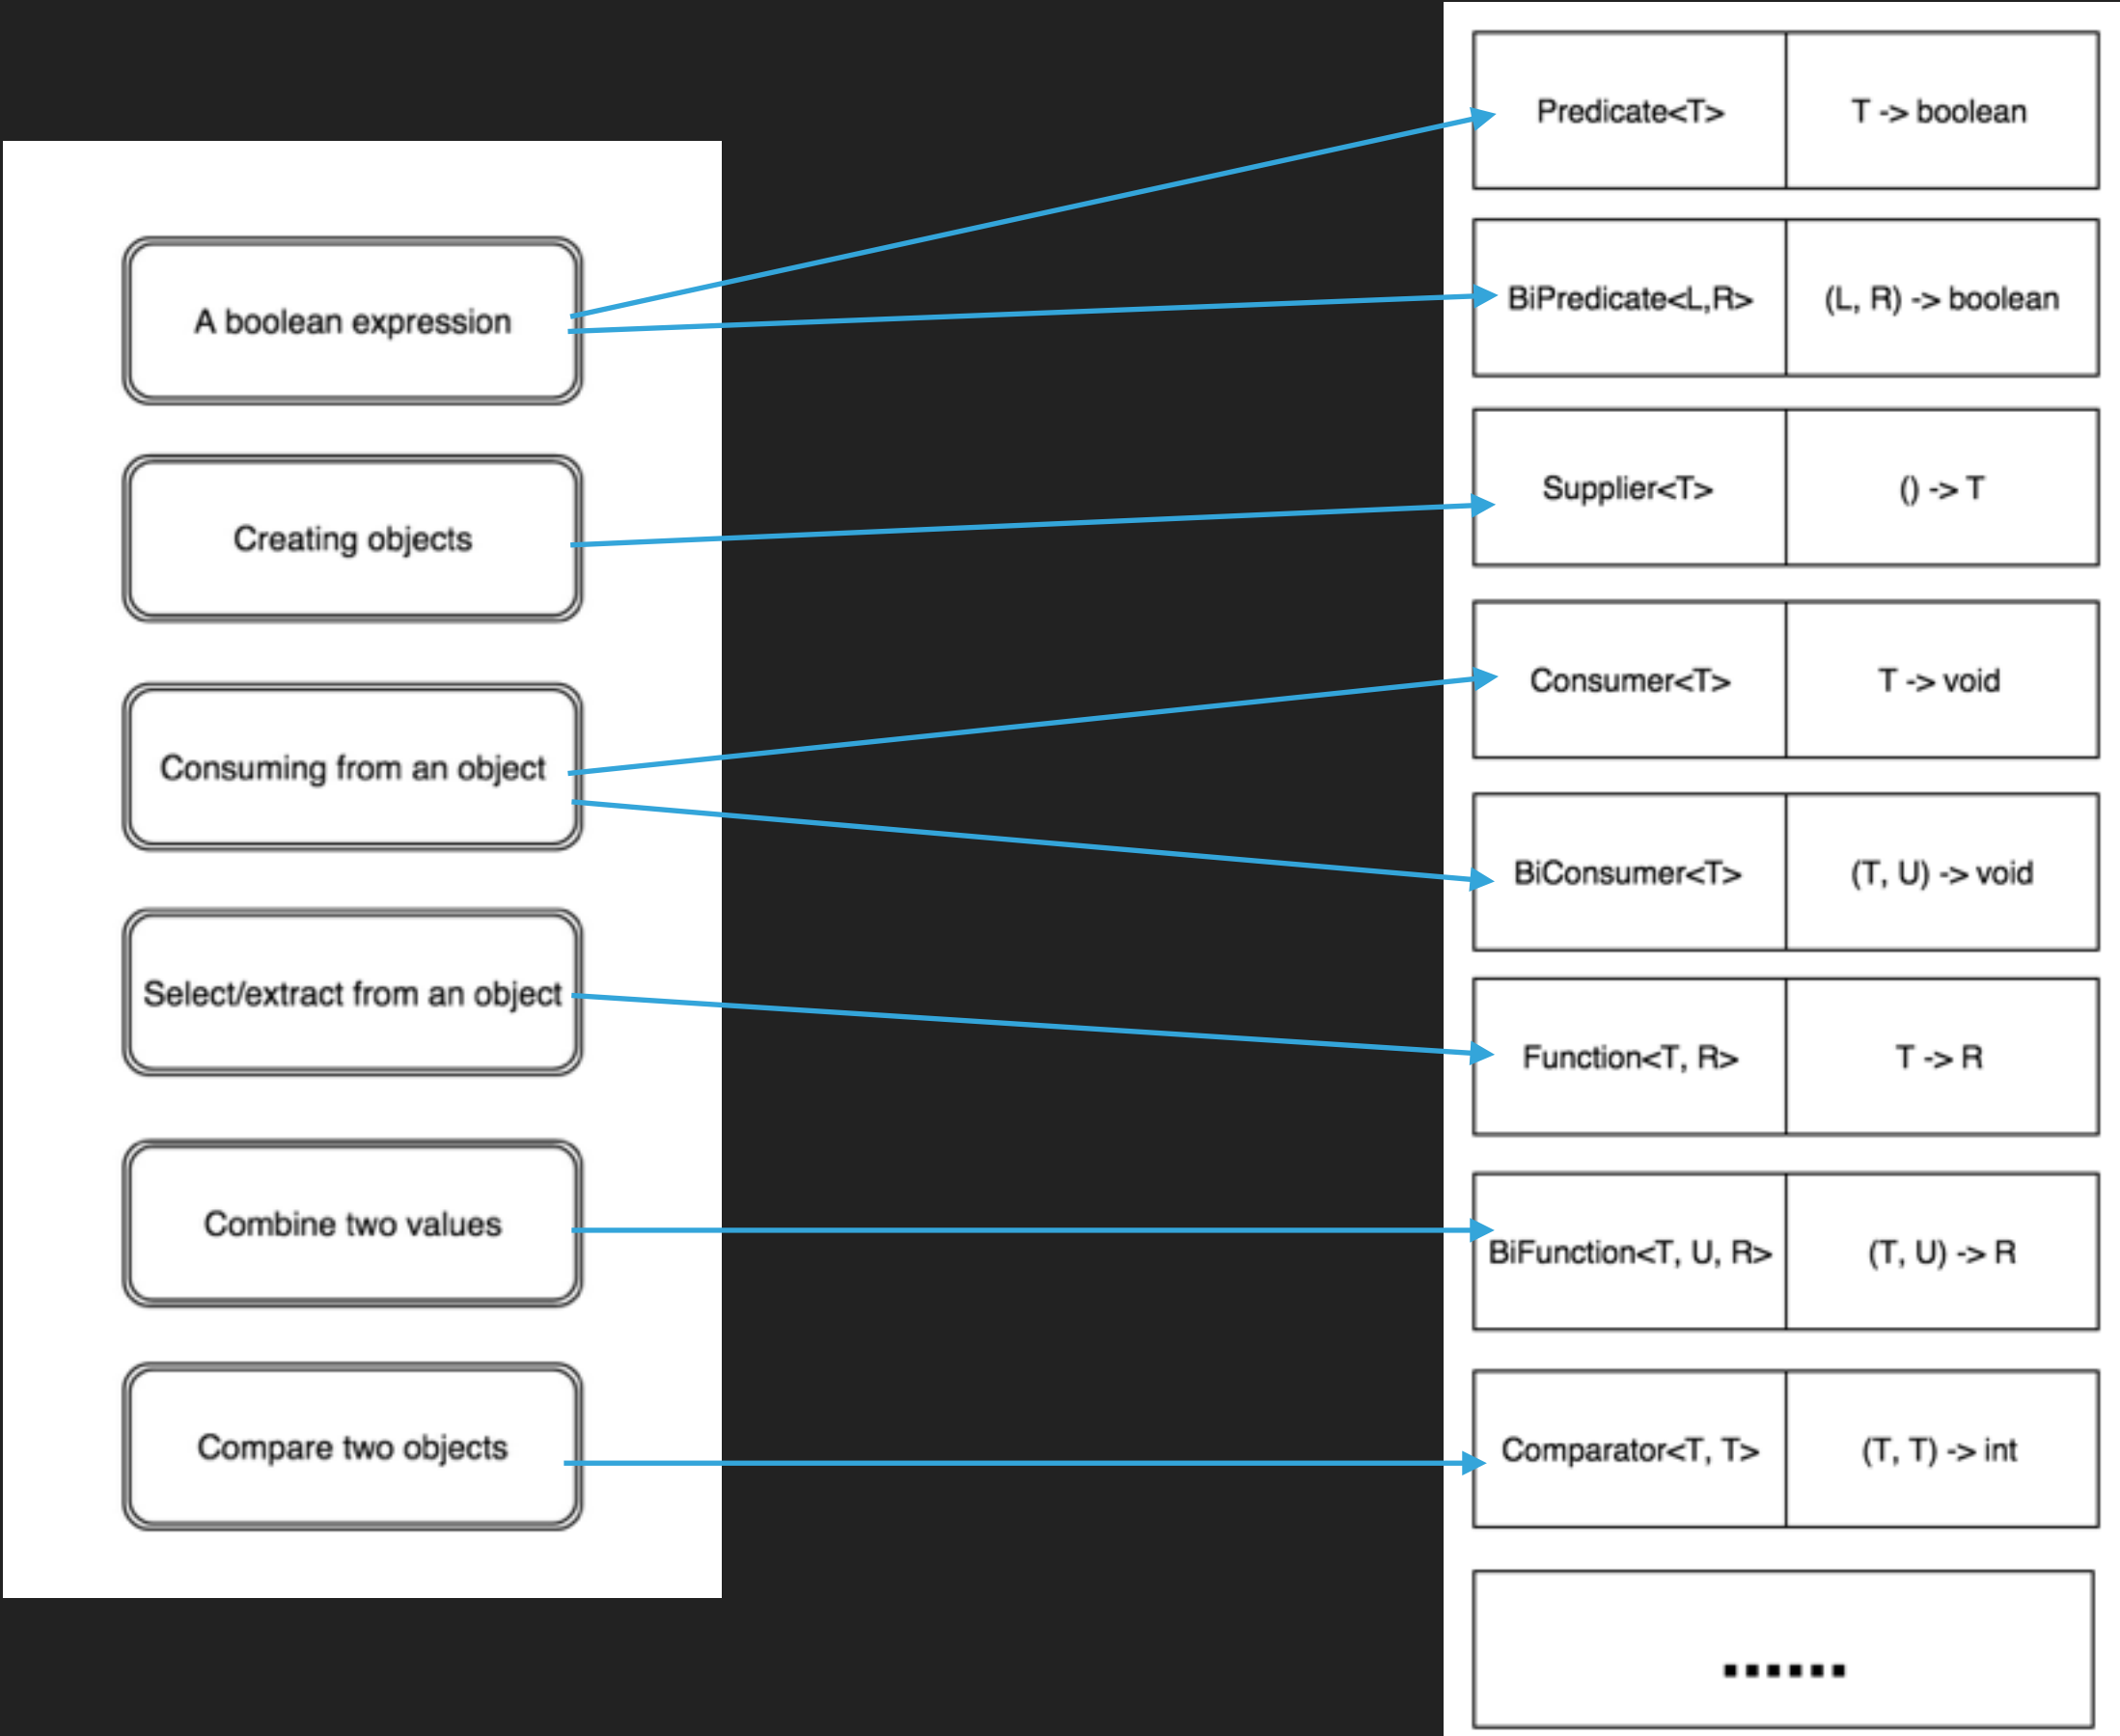 A boolean expression
Creating objects
Consuming from an object
Select/extract from an object
Combine two values
Compare two objects
Predicate<T>
T -> boolean
BiPredicate<L,R>
(L, R) -> boolean
Supplier<T>
() -> T
Consumer<T>
T -> void
BiConsumer<T>
(T, U) -> void
Function<T, R>
T -> R
BiFunction<T, U, R>
(T, U) -> R
Comparator<T, T>
(T, T) -> int
......